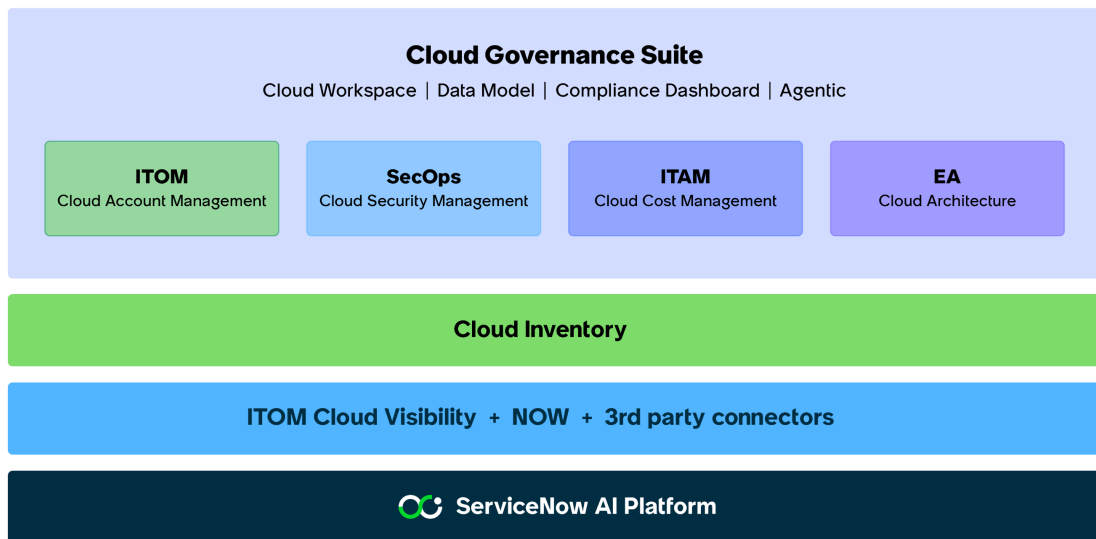 Cloud Governance Suite
Cloud Workspace | Data Model | Compliance Dashboard | Agentic
ITOM
Cloud Account Management
SecOps
Cloud Security Management
ITAM
Cloud Cost Management
EA
Cloud Architecture
Cloud Inventory
ITOM Cloud Visibility + NOW + 3rd party connectors
ServiceNow AI Platform